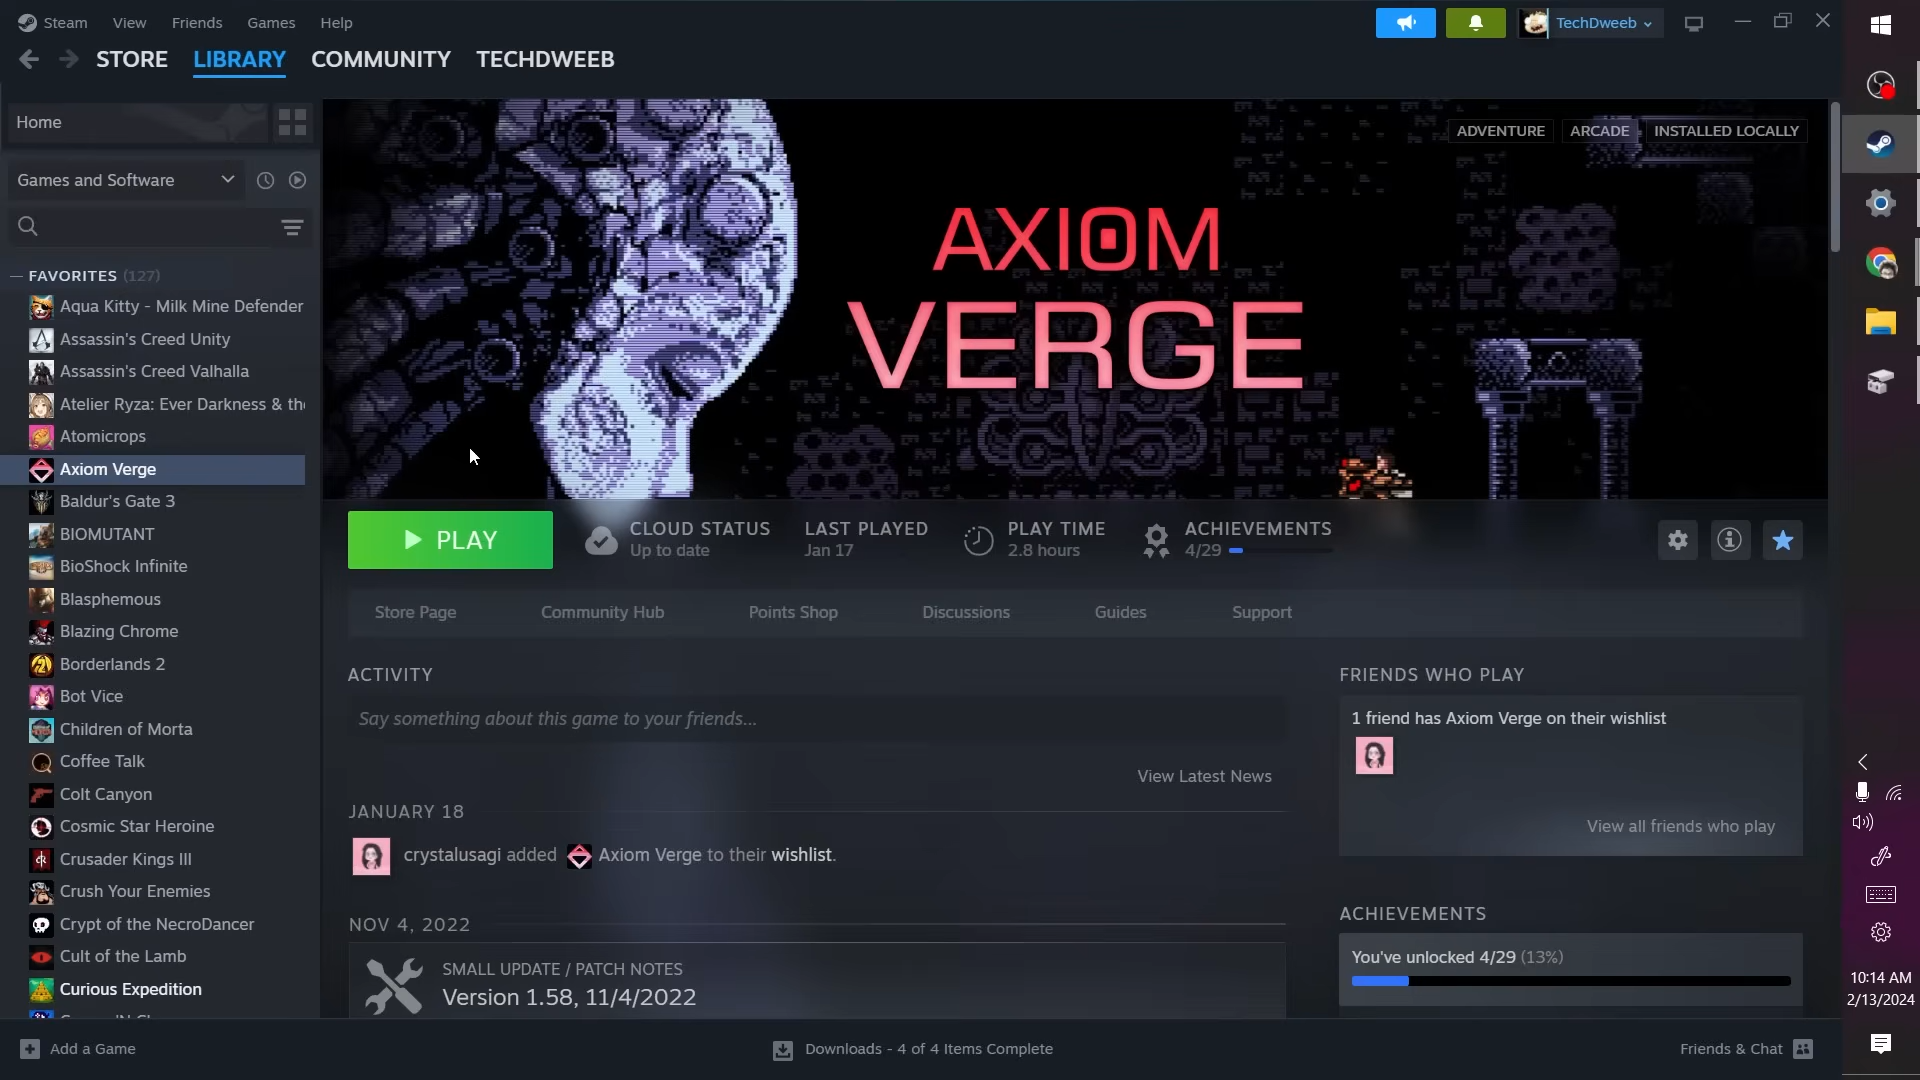 Steam View Friends Games Help
TechDweeb
STORE LIBRARY COMMUNITY TECHDWEEB
Home
Games and Software
FAVORITES (127)
Aqua Kitty - Milk Mine Defender
Assassin's Creed Unity
Assassin's Creed Valhalla
Atelier Ryza: Ever Darkness & the
Atomicrops
Axiom Verge
Baldur's Gate 3
BIOMUTANT
BioShock Infinite
Blasphemous
Blazing Chrome
Borderlands 2
Bot Vice
Children of Morta
Coffee Talk
Colt Canyon
Cosmic Star Heroine
Crusader Kings III
Crush Your Enemies
Crypt of the NecroDancer
Cult of the Lamb
Curious Expedition
Add a Game
ADVENTURE ARCADE INSTALLED LOCALLY
AXIOM
VERGE
PLAY
CLOUD STATUS
Up to date
LAST PLAYED
Jan 17
PLAY TIME
2.8 hours
ACHIEVEMENTS
4/29
Store Page Community Hub Points Shop Discussions Guides Support
ACTIVITY
Say something about this game to your friends...
View Latest News
JANUARY 18
crystalusagi added Axiom Verge to their wishlist.
NOV 4, 2022
SMALL UPDATE / PATCH NOTES
Version 1.58, 11/4/2022
FRIENDS WHO PLAY
1 friend has Axiom Verge on their wishlist
View all friends who play
ACHIEVEMENTS
You've unlocked 4/29 (13%)
Downloads - 4 of 4 Items Complete
Friends & Chat
10:14 AM
2/13/2024